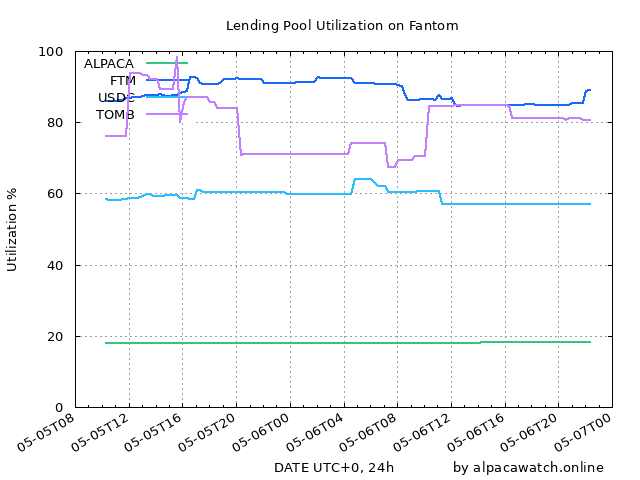 Lending Pool Utilization on Fantom
Utilization %
100
80
60
40
20
0
ALPACA
FTM
USDC
TOMB
05-05T08
05-05T12
05-05T16
05-05T20
05-06T00
05-06T04
05-06T08
05-06T12
05-06T16
05-06T20
05-07T00
DATE UTC+0, 24h
by alpacawatch.online